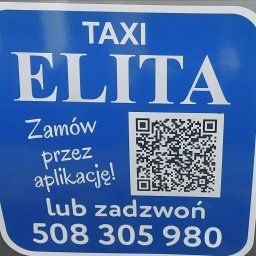 TAXI
ELITA
Zamów
przez
aplikację!
lub zadzwoń
508 305 980